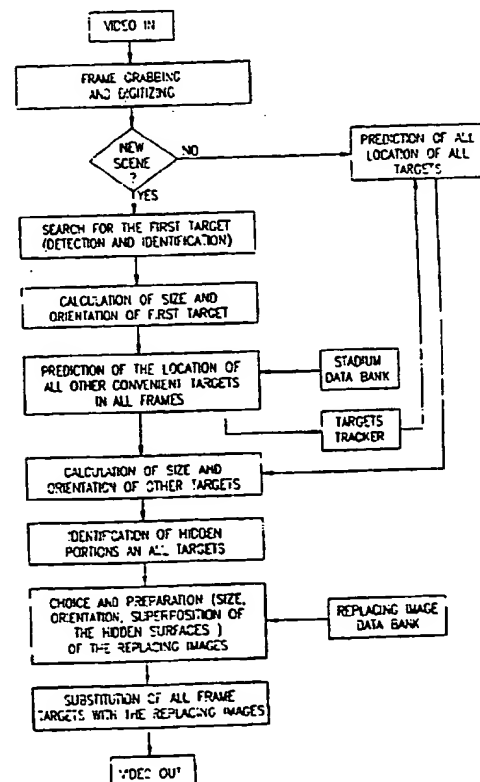 VIDEO IN
FRAME GRABBING
AND DIGITIZING
NEW
SCENE
?
NO
YES
PREDICTION OF ALL
LOCATION OF ALL
TARGETS
SEARCH FOR THE FIRST TARGET
(DETECTION AND IDENTIFICATION)
CALCULATION OF SIZE AND
ORIENTATION OF FIRST TARGET
PREDICTION OF THE LOCATION OF
ALL OTHER CONVENIENT TARGETS
IN ALL FRAMES
STADIUM
DATA BANK
TARGETS
TRACKER
CALCULATION OF SIZE AND
ORIENTATION OF OTHER TARGETS
IDENTIFICATION OF HIDDEN
PORTIONS AN ALL TARGETS
CHOICE AND PREPARATION (SIZE,
ORIENTATION, SUPERPOSITION OF
THE HIDDEN SURFACES )
OF THE REPLACING IMAGES
REPLACING IMAGE
DATA BANK
SUBSTITUTION OF ALL FRAME
TARGETS WITH THE REPLACING IMAGES
VIDEO OUT